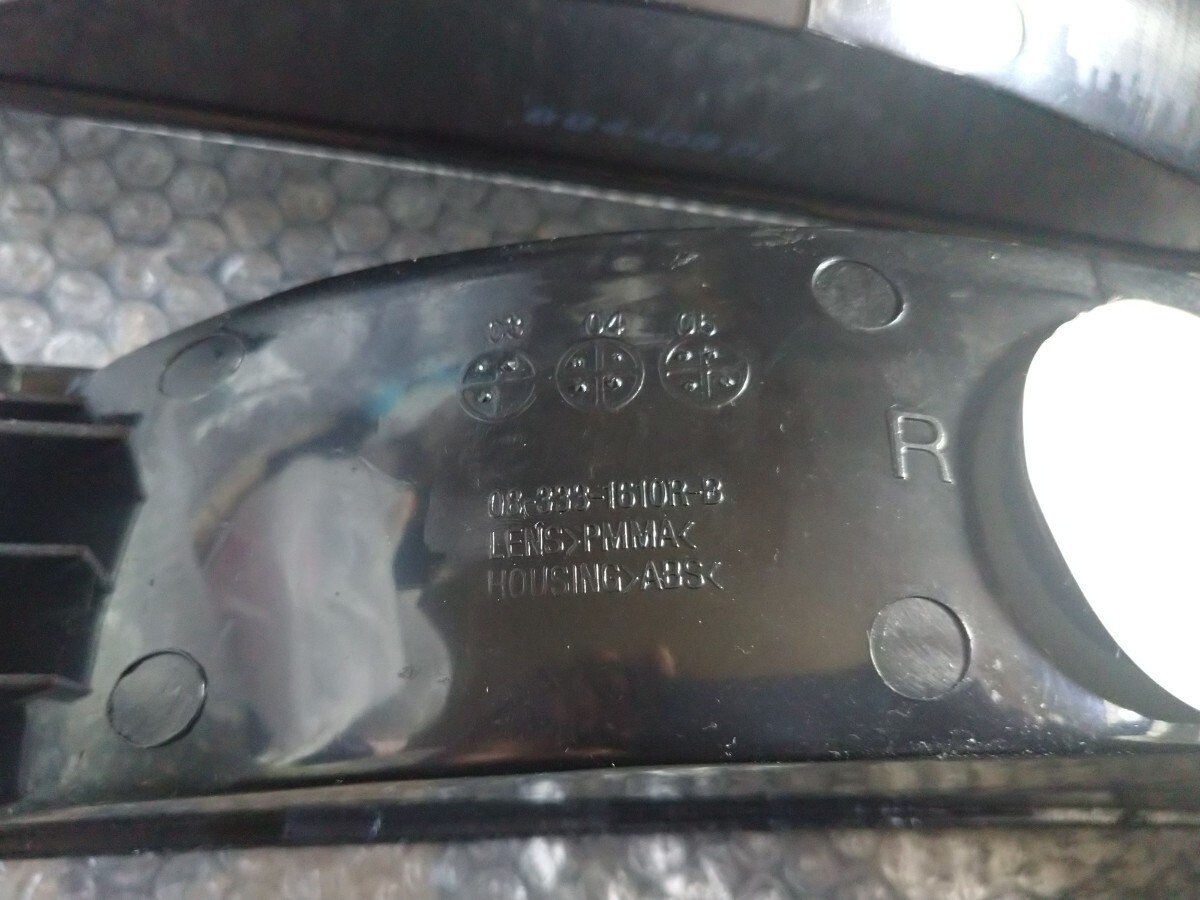 03 04 05
R
08-333-1610R-B
LENS>PMMA<
HOUSING>ABS<